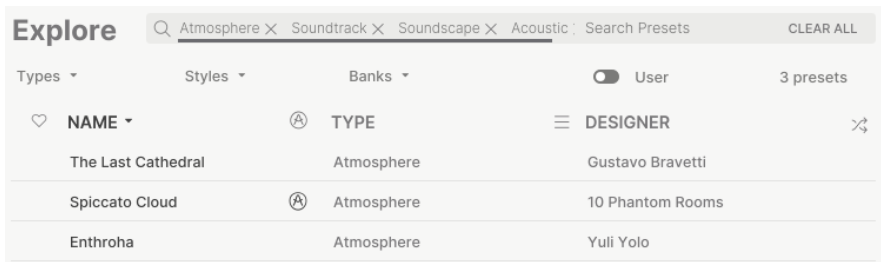 Explore Atmosphere Soundtrack Soundscape Acoustic Search Presets CLEAR ALL
Types Styles Banks User 3 presets
NAME TYPE DESIGNER
The Last Cathedral Atmosphere Gustavo Bravetti
Spiccato Cloud Atmosphere 10 Phantom Rooms
Enthroha Atmosphere Yuli Yolo